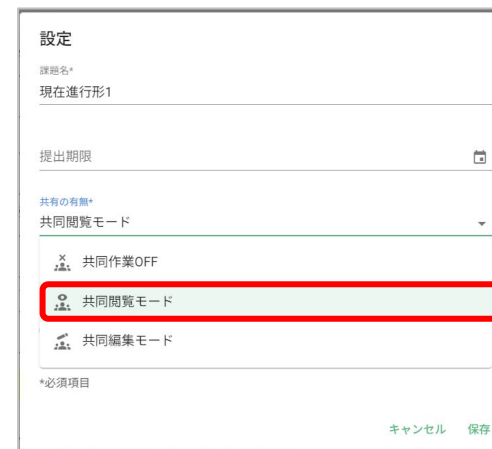 設定
課題名*
現在進行形1
提出期限
共有の有無*
共同閲覧モード
共同作業OFF
共同閲覧モード
共同編集モード
*必須項目
キャンセル 保存